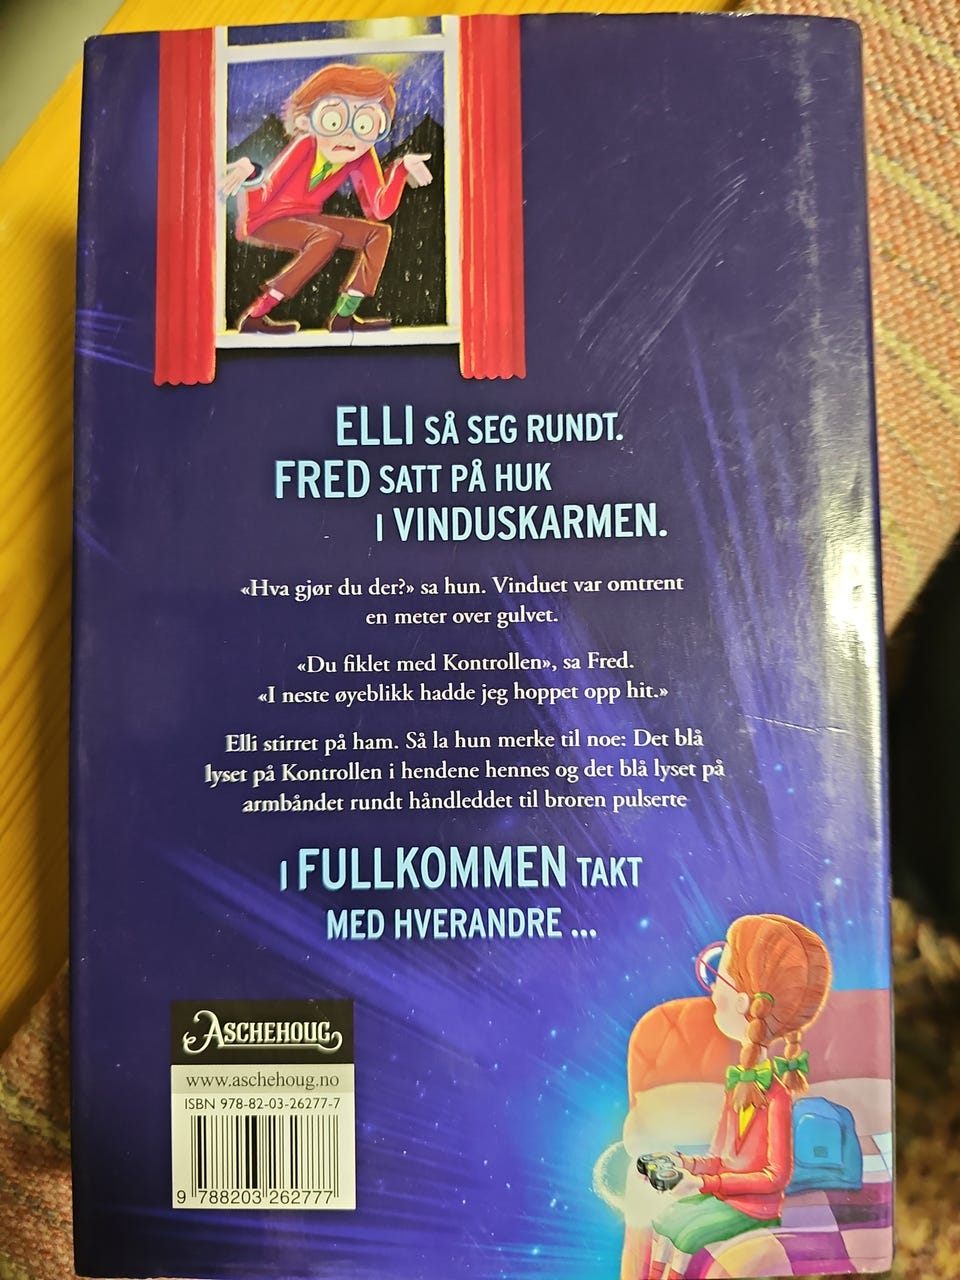 ELLI SÅ SEG RUNDT.
FRED SATT PÅ HUK
I VINDUSKARMEN.
«Hva gjør du der?» sa hun. Vinduet var omtrent
en meter over gulvet.
«Du fiklet med Kontrollen», sa Fred.
«I neste øyeblikk hadde jeg hoppet opp hit.»
Elli stirret på ham. Så la hun merke til noe: Det blå
lyset på Kontrollen i hendene hennes og det blå lyset på
armbåndet rundt håndleddet til broren pulserte
I FULLKOMMEN TAKT
MED HVERANDRE ...
ASCHEHOUG
www.aschehoug.no
ISBN 978-82-03-26277-7
9 788203 262777